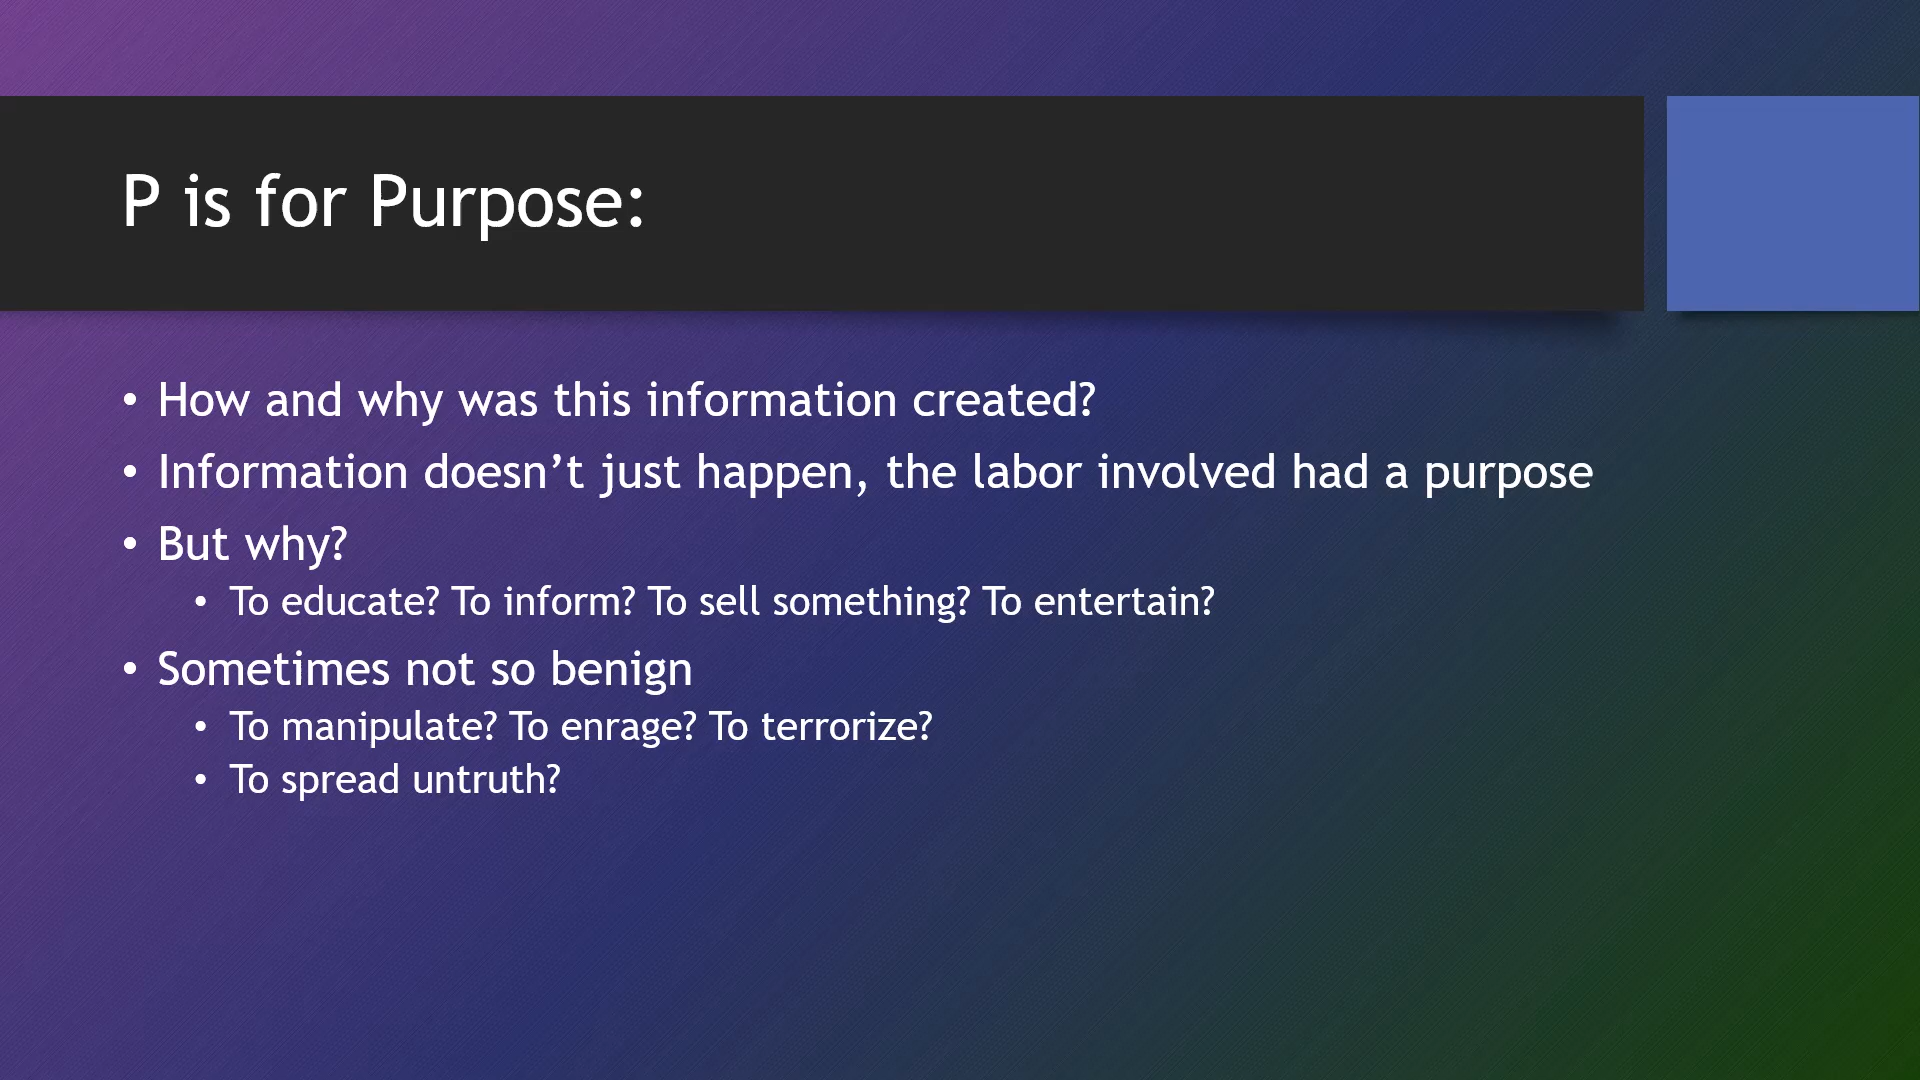 P is for Purpose:
• How and why was this information created?
• Information doesn’t just happen, the labor involved had a purpose
• But why?
• To educate? To inform? To sell something? To entertain?
• Sometimes not so benign
• To manipulate? To enrage? To terrorize?
• To spread untruth?